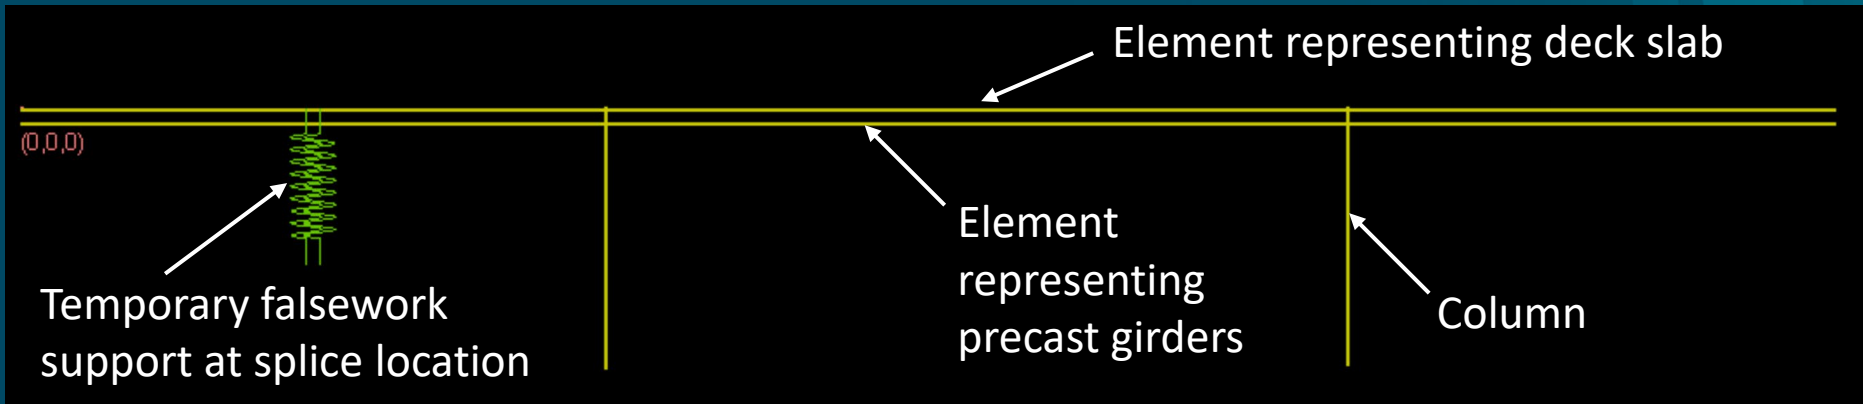 Element representing deck slab
(0,0,0)
Element
representing
precast girders
Temporary falsework
support at splice location
Column